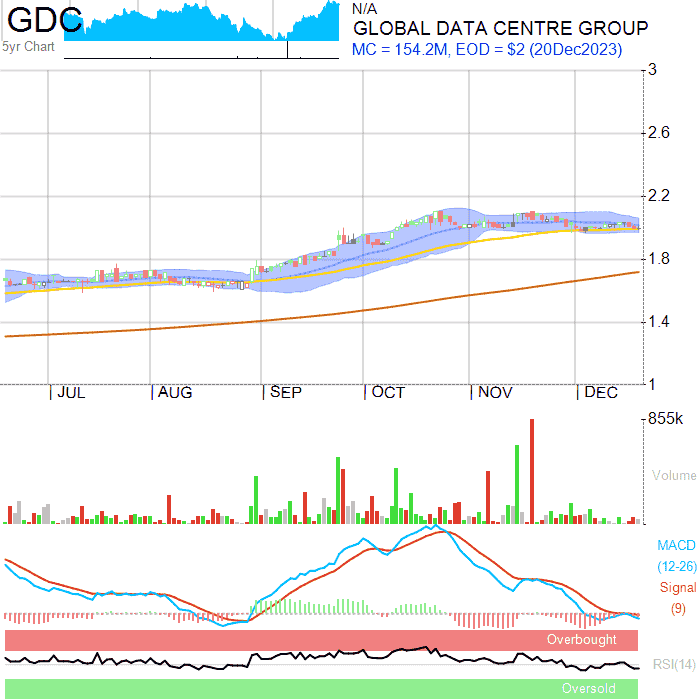 GDC
5yr Chart
N/A
GLOBAL DATA CENTRE GROUP
MC = 154.2M, EOD = $2 (20Dec2023)
3
2.6
2.2
1.8
1.4
1
JUL AUG SEP OCT NOV DEC
855k
Volume
MACD
(12-26)
Signal
(9)
Overbought
RSI(14)
Oversold